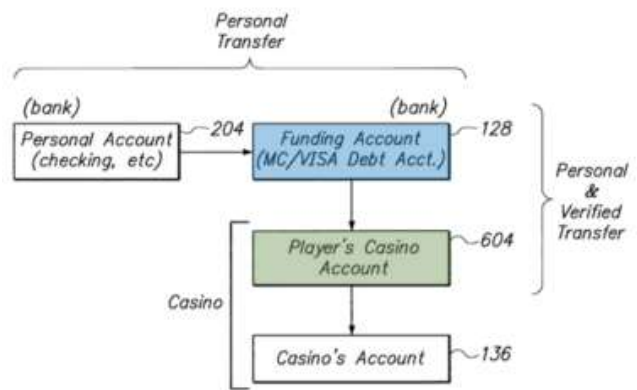 Personal
Transfer
(bank)
(bank)
Personal Account
(checking, etc)
204
Funding Account
(MC/VISA Debt Acct.)
128
Personal
&
Verified
Transfer
Player's Casino
Account
604
Casino
Casino's Account
136